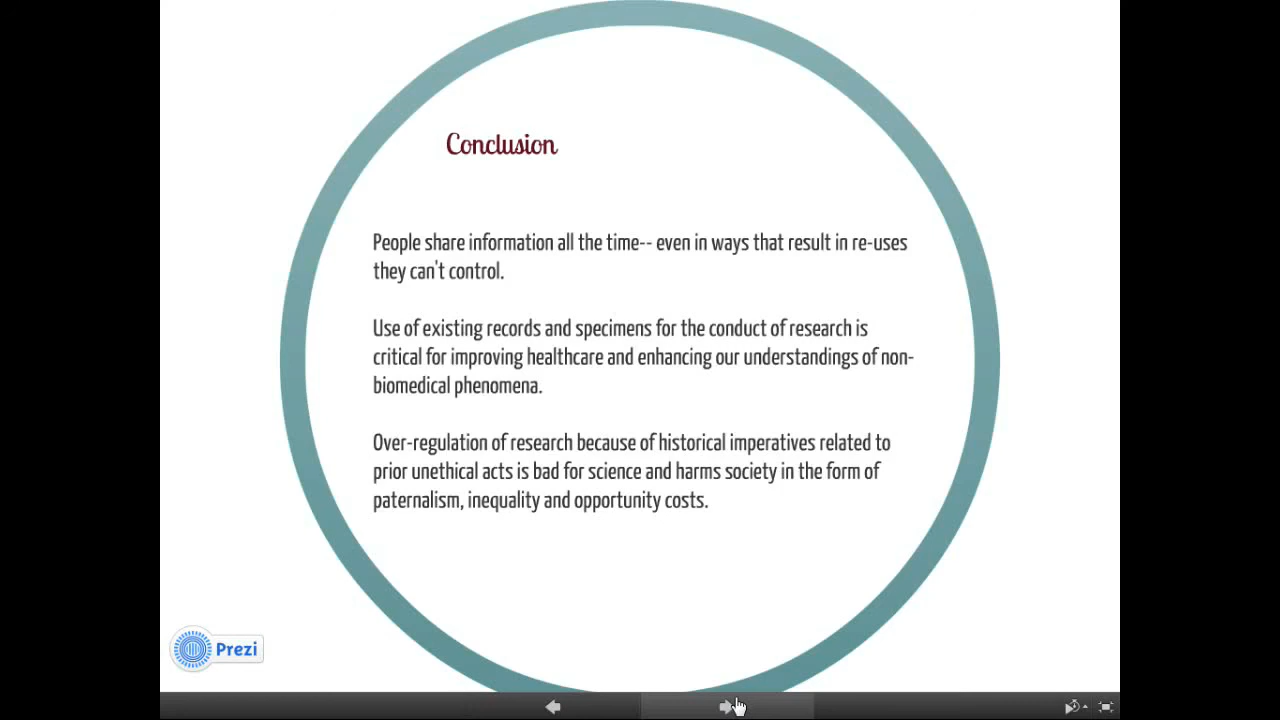 Conclusion
People share information all the time-- even in ways that result in re-uses
they can't control.
Use of existing records and specimens for the conduct of research is
critical for improving healthcare and enhancing our understandings of non-
biomedical phenomena.
Over-regulation of research because of historical imperatives related to
prior unethical acts is bad for science and harms society in the form of
paternalism, inequality and opportunity costs.
Prezi